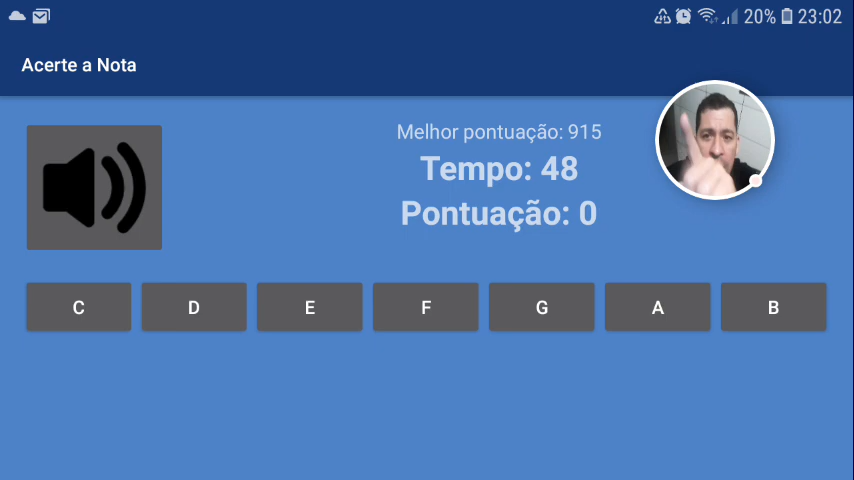 20% 23:02
Acerte a Nota
Melhor pontuação: 915
Tempo: 48
Pontuação: 0
C D E F G A B